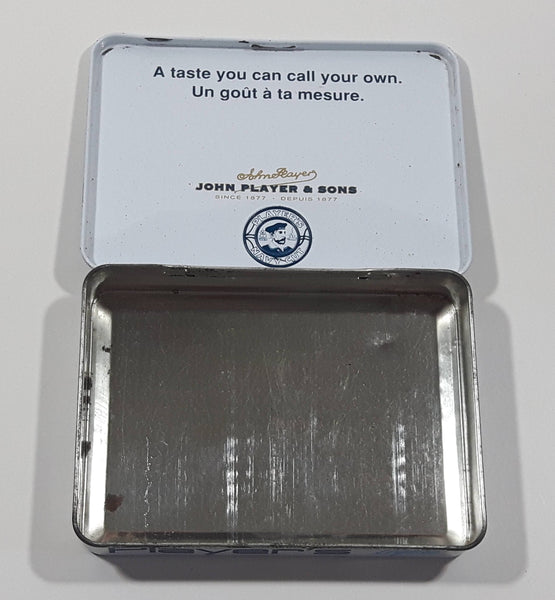 A taste you can call your own.
Un goût à ta mesure.
John Player
JOHN PLAYER & SONS
SINCE 1877 - DEPUIS 1877
PLAYER'S
NAVY CUT
Player's